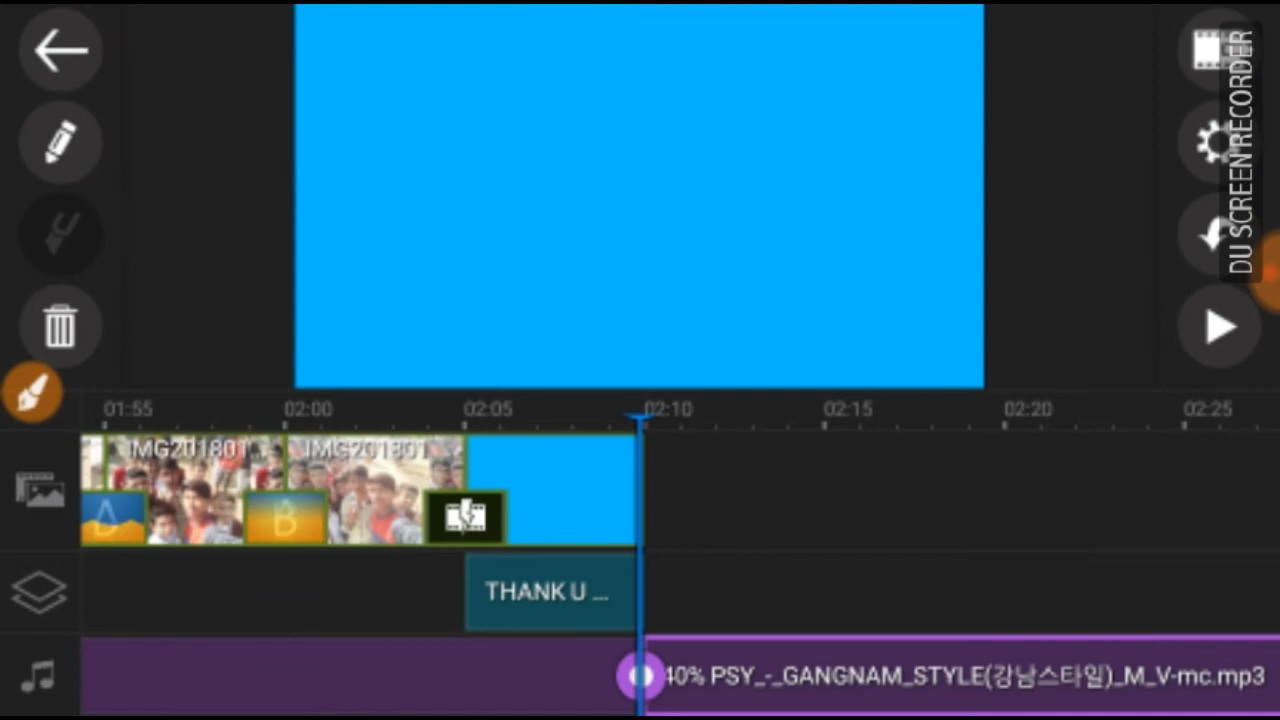 DU SCREEN RECORDER
01:55 02:00 02:05 02:10 02:15 02:20 02:25
IMG201801... IMG201801...
A B
THANK U ...
40% PSY_-_GANGNAM_STYLE(강남스타일)_M_V-mc.mp3